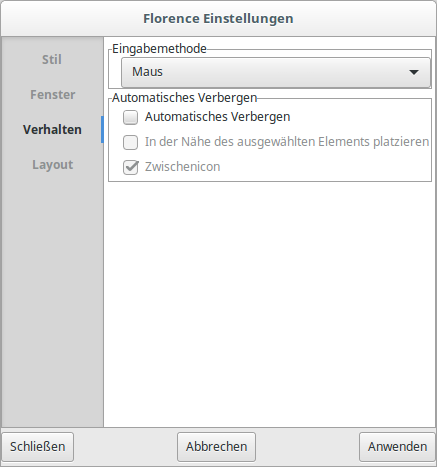 Florence Einstellungen
Stil
Fenster
Verhalten
Layout
Eingabemethode
Maus
Automatisches Verbergen
Automatisches Verbergen
In der Nähe des ausgewählten Elements platzieren
Zwischenicon
Schließen
Abbrechen
Anwenden